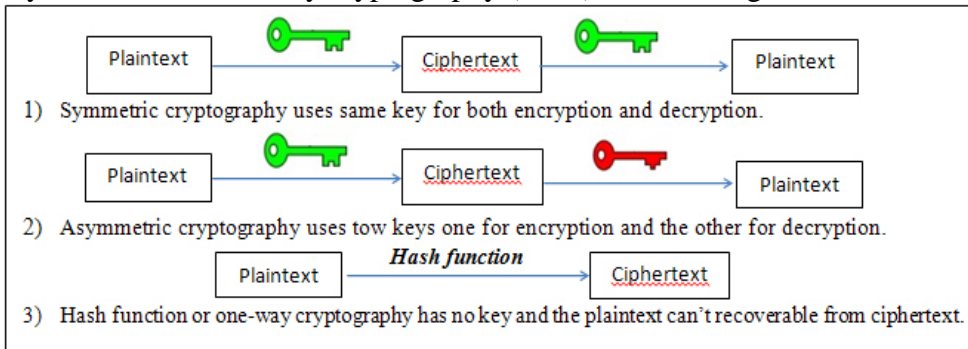 Plaintext Ciphertext Plaintext
1) Symmetric cryptography uses same key for both encryption and decryption.
Plaintext Ciphertext Plaintext
2) Asymmetric cryptography uses tow keys one for encryption and the other for decryption.
Hash function
Plaintext Ciphertext
3) Hash function or one-way cryptography has no key and the plaintext can't recoverable from ciphertext.